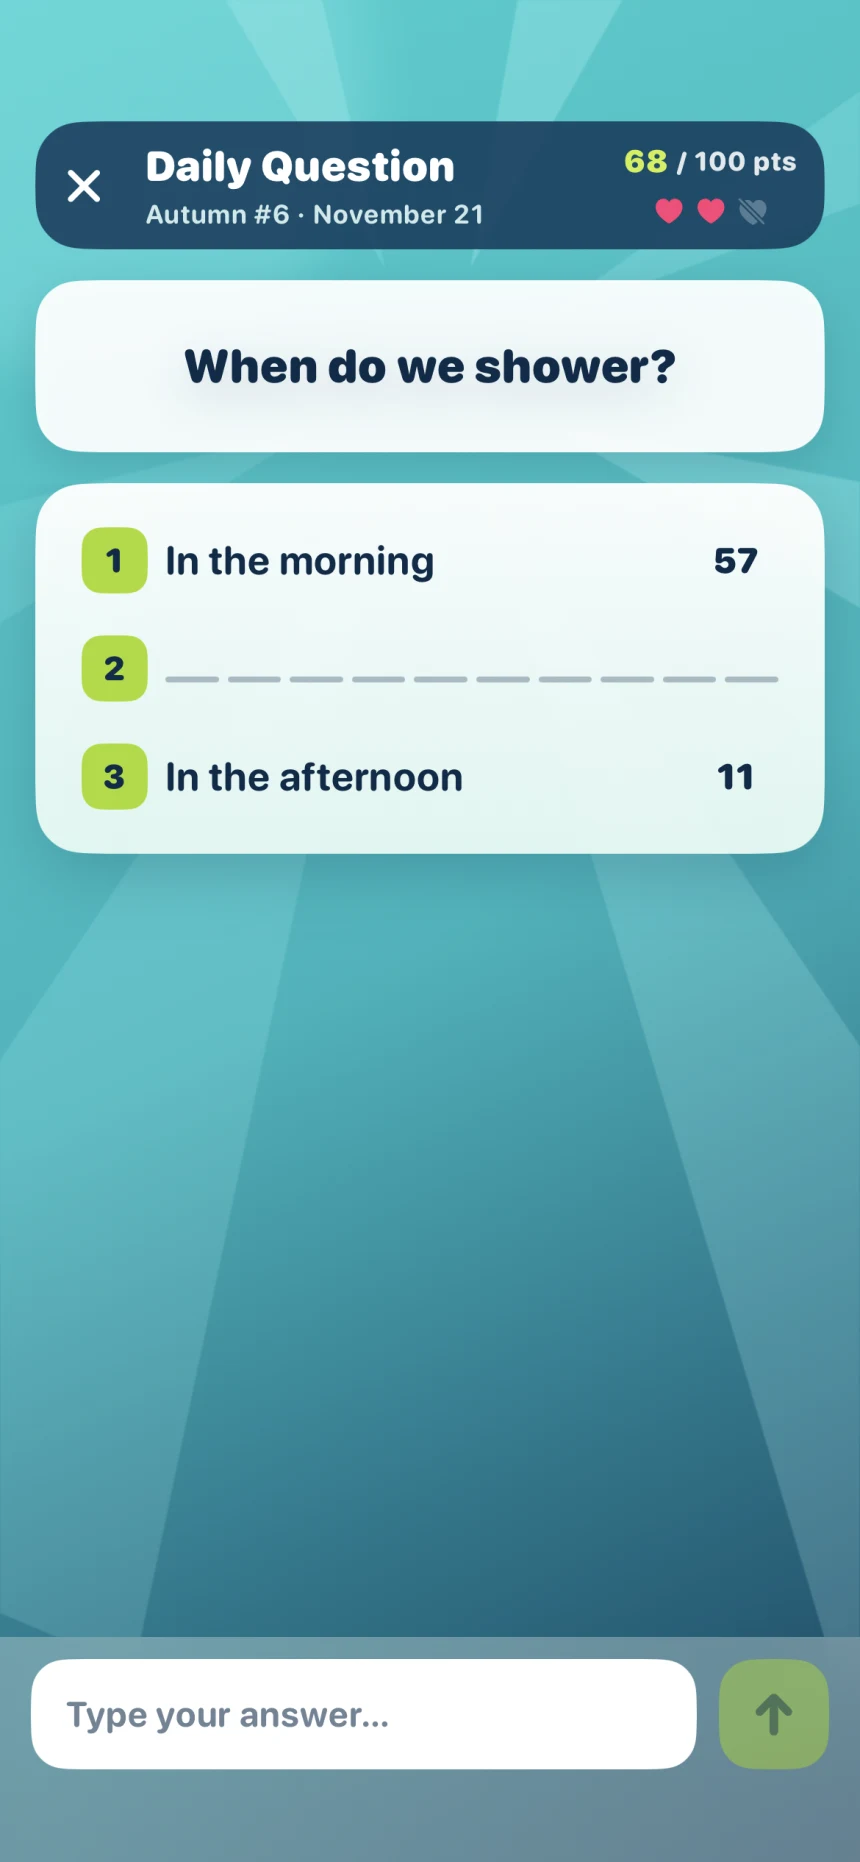 Daily Question
Autumn #6 · November 21
68 / 100 pts
When do we shower?
1 In the morning 57
2
3 In the afternoon 11
Type your answer...